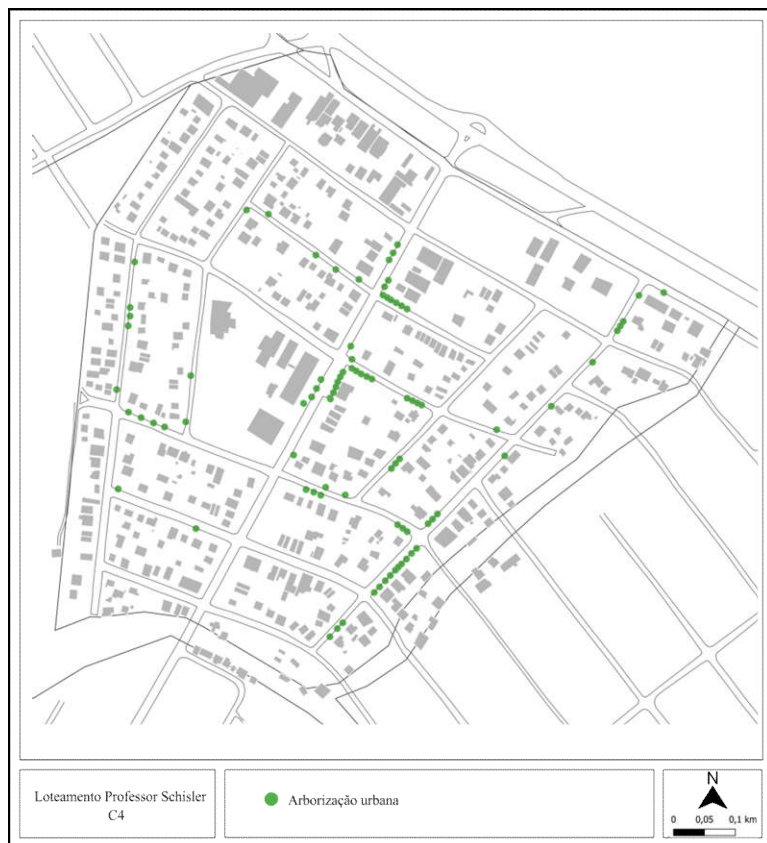 Loteamento Professor Schisler
C4
Arborização urbana
N
0 0,05 0,1 km